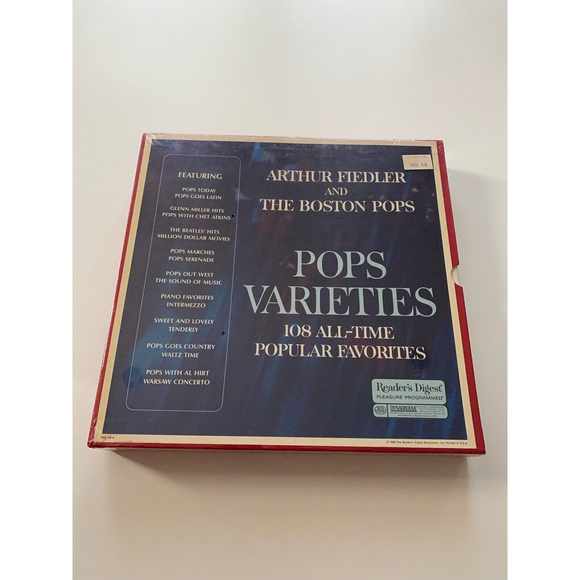 FEATURING
POPS TODAY
POPS GOES LATIN
GLENN MILLER HITS
POPS WITH CHET ATKINS
THE BEATLES' HITS
MILLION DOLLAR MOVIES
POPS MARCHES
POPS SERENADE
POPS OUT WEST
THE SOUND OF MUSIC
PIANO FAVORITES
INTERMEZZO
SWEET AND LOVELY
TENDERLY
POPS GOES COUNTRY
WALTZ TIME
POPS WITH AL HIRT
WARSAW CONCERTO
ARTHUR FIEDLER
AND
THE BOSTON POPS
POPS
VARIETIES
108 ALL-TIME
POPULAR FAVORITES
Reader's Digest
PLEASURE PROGRAMMED